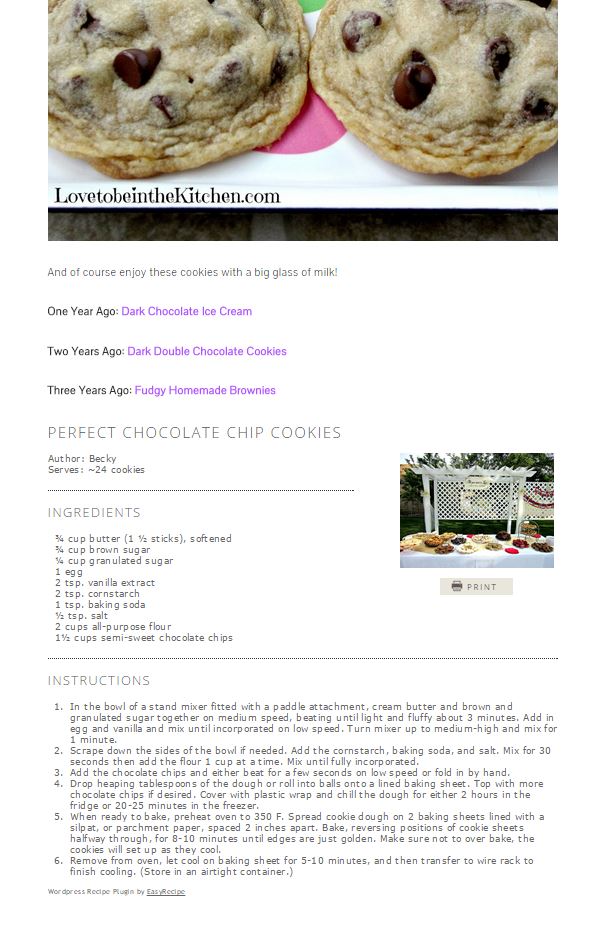 LovetobeintheKitchen.com
And of course enjoy these cookies with a big glass of milk!
One Year Ago: Dark Chocolate Ice Cream
Two Years Ago: Dark Double Chocolate Cookies
Three Years Ago: Fudgy Homemade Brownies
PERFECT CHOCOLATE CHIP COOKIES
Author: Becky
Serves: ~24 cookies
PRINT
INGREDIENTS
¾ cup butter (1 ½ sticks), softened
¾ cup brown sugar
¼ cup granulated sugar
1 egg
2 tsp. vanilla extract
2 tsp. cornstarch
1 tsp. baking soda
½ tsp. salt
2 cups all-purpose flour
1½ cups semi-sweet chocolate chips
INSTRUCTIONS
1. In the bowl of a stand mixer fitted with a paddle attachment, cream butter and brown and
granulated sugar together on medium speed, beating until light and fluffy about 3 minutes. Add in
egg and vanilla and mix until incorporated on low speed. Turn mixer up to medium-high and mix for
1 minute.
2. Scrape down the sides of the bowl if needed. Add the cornstarch, baking soda, and salt. Mix for 30
seconds then add the flour 1 cup at a time. Mix until fully incorporated.
3. Add the chocolate chips and either beat for a few seconds on low speed or fold in by hand.
4. Drop heaping tablespoons of the dough or roll into balls onto a lined baking sheet. Top with more
chocolate chips if desired. Cover with plastic wrap and chill the dough for either 2 hours in the
fridge or 20-25 minutes in the freezer.
5. When ready to bake, preheat oven to 350 F. Spread cookie dough on 2 baking sheets lined with a
silpat, or parchment paper, spaced 2 inches apart. Bake, reversing positions of cookie sheets
halfway through, for 8-10 minutes until edges are just golden. Make sure not to over bake, the
cookies will set up as they cool.
6. Remove from oven, let cool on baking sheet for 5-10 minutes, and then transfer to wire rack to
finish cooling. (Store in an airtight container.)
Wordpress Recipe Plugin by EasyRecipe